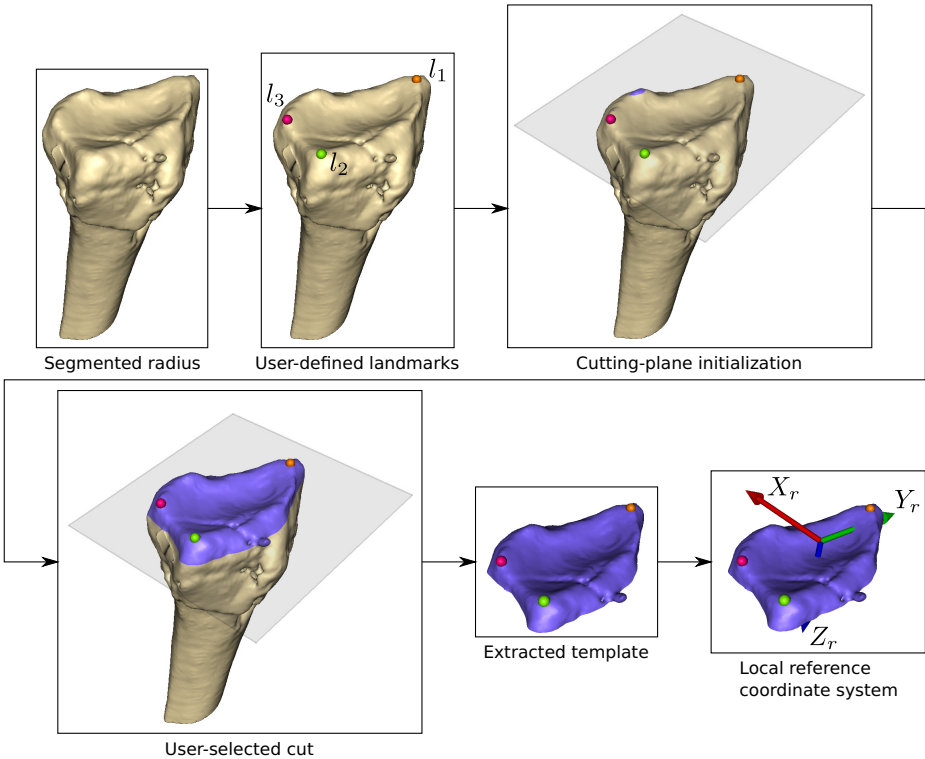 l₁
l₃
l₂
Segmented radius
User-defined landmarks
Cutting-plane initialization
Xᵣ
Yᵣ
Zᵣ
Extracted template
Local reference
coordinate system
User-selected cut